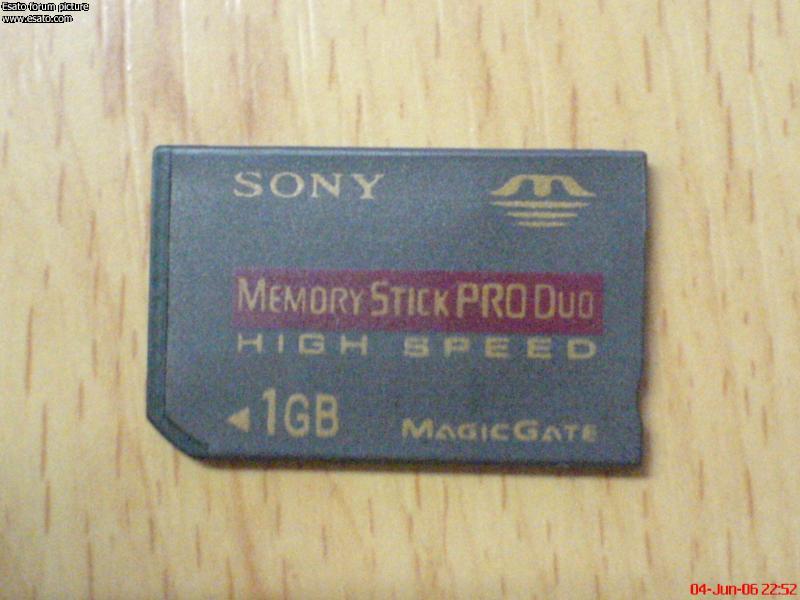 Esato forum picture
www.esato.com
SONY
MEMORY STICK PRO DUO
HIGH SPEED
1GB
MAGICGATE
04-Jun-06 22:52